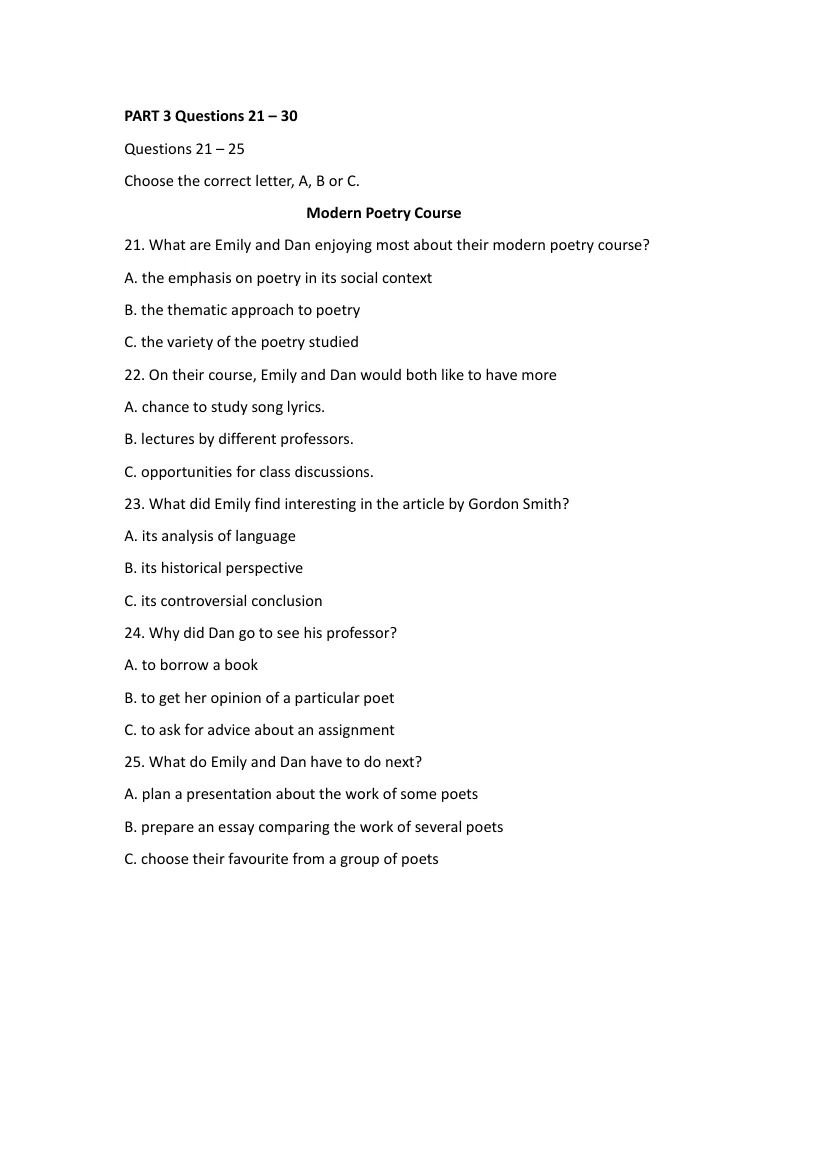 PART 3 Questions 21 – 30
Questions 21 – 25
Choose the correct letter, A, B or C.
Modern Poetry Course
21. What are Emily and Dan enjoying most about their modern poetry course?
A. the emphasis on poetry in its social context
B. the thematic approach to poetry
C. the variety of the poetry studied
22. On their course, Emily and Dan would both like to have more
A. chance to study song lyrics.
B. lectures by different professors.
C. opportunities for class discussions.
23. What did Emily find interesting in the article by Gordon Smith?
A. its analysis of language
B. its historical perspective
C. its controversial conclusion
24. Why did Dan go to see his professor?
A. to borrow a book
B. to get her opinion of a particular poet
C. to ask for advice about an assignment
25. What do Emily and Dan have to do next?
A. plan a presentation about the work of some poets
B. prepare an essay comparing the work of several poets
C. choose their favourite from a group of poets